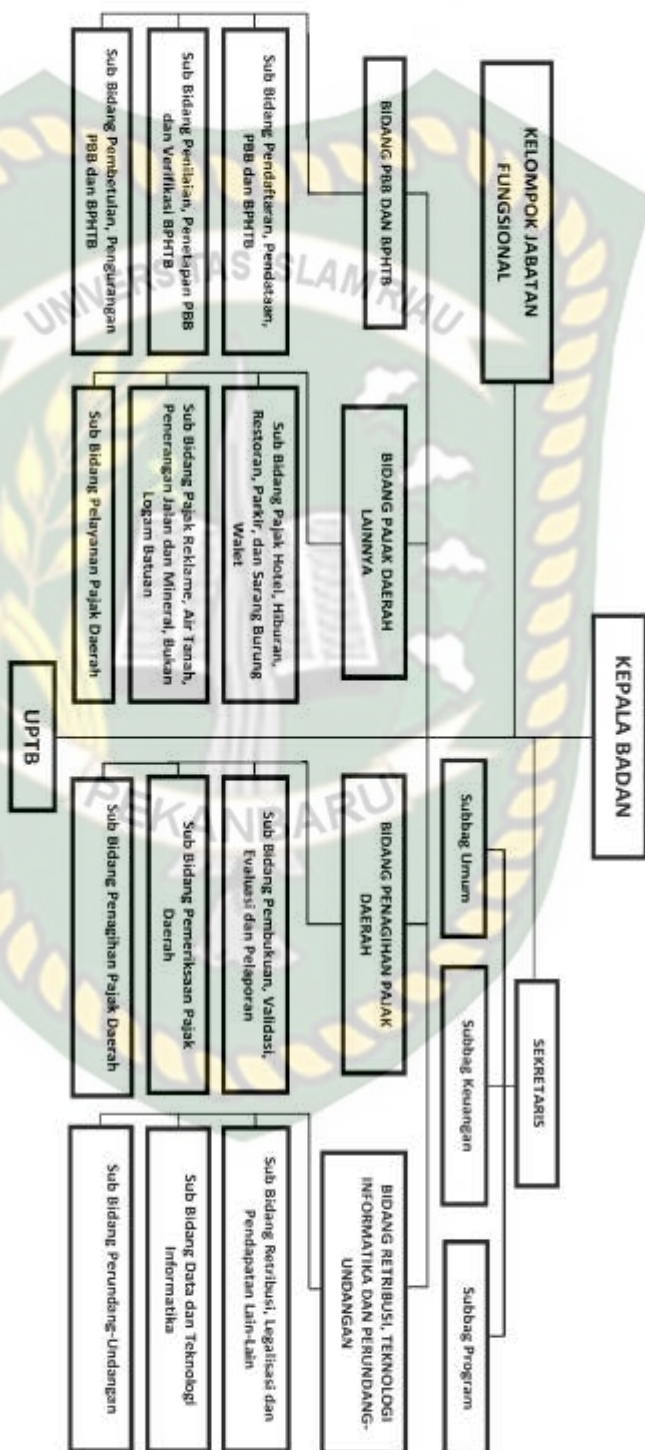 KEPALA BADAN
KELOMPOK JABATAN
FUNGSIONAL
SEKRETARIS
Subbag Umum
Subbag Keuangan
Subbag Program
BIDANG PBB DAN BPHTB
Sub Bidang Pendaftaran, Pendataan,
PBB dan BPHTB
Sub Bidang Penilaian, Penetapan PBB
dan Verifikasi BPHTB
Sub Bidang Pembetulan, Pengurangan
PBB dan BPHTB
BIDANG PAJAK DAERAH
LAINNYA
Sub Bidang Pajak Hotel, Hiburan,
Restoran, Parkir, dan Sarang Burung
Walet
Sub Bidang Pajak Reklame, Air Tanah,
Penerangan Jalan dan Mineral, Bukan
Logam Batuan
Sub Bidang Pelayanan Pajak Daerah
BIDANG PENAGIHAN PAJAK
DAERAH
Sub Bidang Pembukuan, Validasi,
Evaluasi dan Pelaporan
Sub Bidang Pemeriksaan Pajak
Daerah
Sub Bidang Penagihan Pajak Daerah
BIDANG RETRIBUSI, TEKNOLOGI
INFORMATIKA DAN PERUNDANG-
UNDANGAN
Sub Bidang Retribusi, Legalisasi dan
Pendapatan Lain-Lain
Sub Bidang Data dan Teknologi
Informatika
Sub Bidang Perundang-Undangan
UPTB
UNIVERSITAS ISLAM RIAU
PEKANBARU